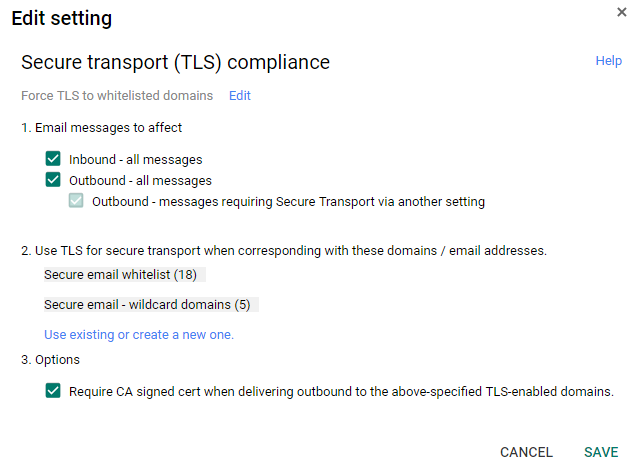 Edit setting
×
Secure transport (TLS) compliance
Help
Force TLS to whitelisted domains Edit
1. Email messages to affect
Inbound - all messages
Outbound - all messages
Outbound - messages requiring Secure Transport via another setting
2. Use TLS for secure transport when corresponding with these domains / email addresses.
Secure email whitelist (18)
Secure email - wildcard domains (5)
Use existing or create a new one.
3. Options
Require CA signed cert when delivering outbound to the above-specified TLS-enabled domains.
CANCEL SAVE